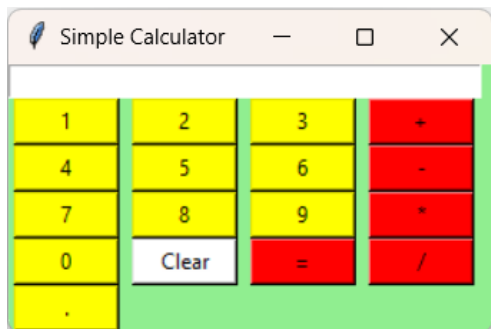 Simple Calculator
1 2 3 +
4 5 6 -
7 8 9 *
0 Clear = /
.